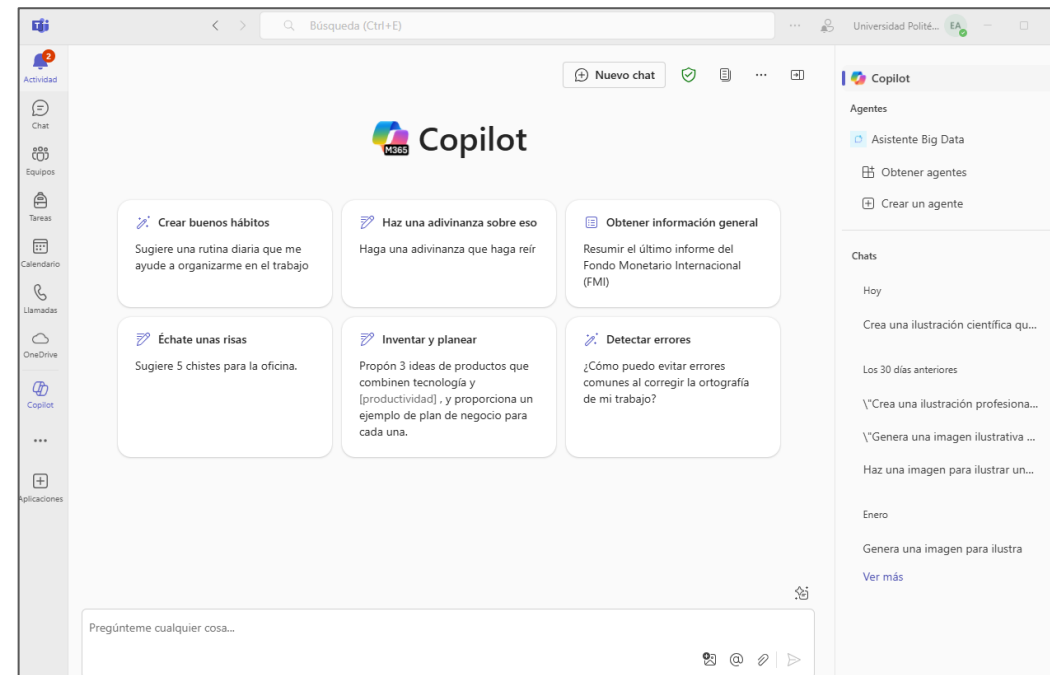 Búsqueda (Ctrl+E)
Universidad Polité...
EA
2
Actividad
Chat
Equipos
Tareas
Calendario
Llamadas
OneDrive
Copilot
Aplicaciones
Nuevo chat
M365
Copilot
Crear buenos hábitos
Sugiere una rutina diaria que me
ayude a organizarme en el trabajo
Haz una adivinanza sobre eso
Haga una adivinanza que haga reír
Obtener información general
Resumir el último informe del
Fondo Monetario Internacional
(FMI)
Échate unas risas
Sugiere 5 chistes para la oficina.
Inventar y planear
Propón 3 ideas de productos que
combinen tecnología y
[productividad] , y proporciona un
ejemplo de plan de negocio para
cada una.
Detectar errores
¿Cómo puedo evitar errores
comunes al corregir la ortografía
de mi trabajo?
Pregúnteme cualquier cosa...
Copilot
Agentes
Asistente Big Data
Obtener agentes
Crear un agente
Chats
Hoy
Crea una ilustración científica qu...
Los 30 días anteriores
\"Crea una ilustración profesiona...
\"Genera una imagen ilustrativa ...
Haz una imagen para ilustrar un...
Enero
Genera una imagen para ilustra
Ver más